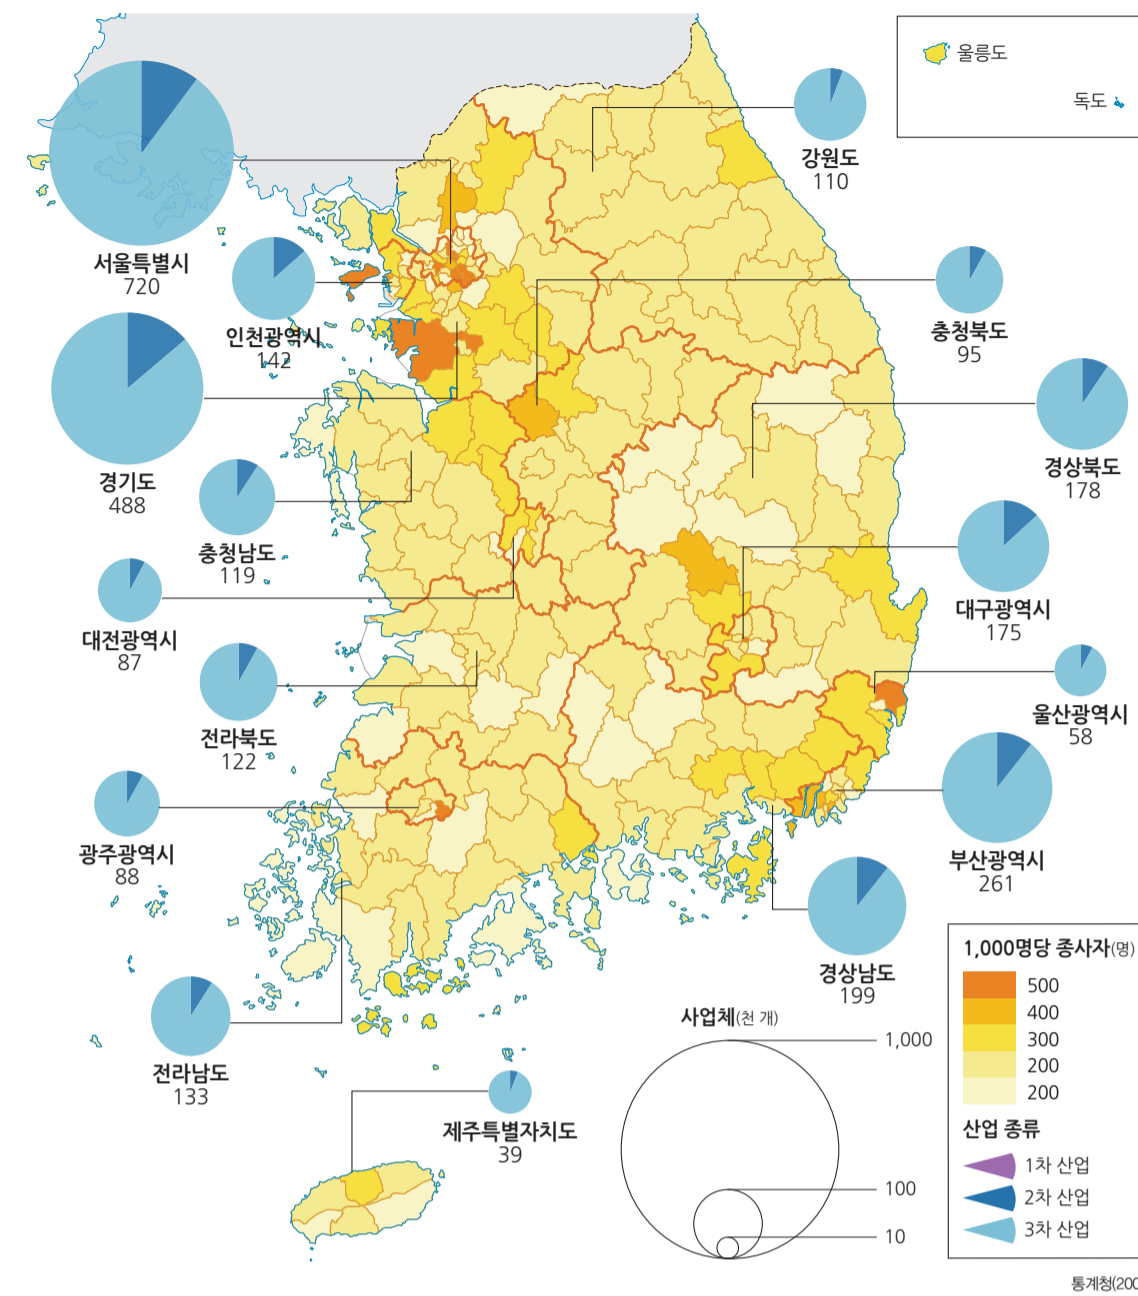 울릉도
독도
강원도
110
서울특별시
720
인천광역시
142
충청북도
95
경기도
488
경상북도
178
충청남도
119
대구광역시
175
대전광역시
87
울산광역시
58
전라북도
122
부산광역시
261
광주광역시
88
경상남도
199
전라남도
133
제주특별자치도
39
사업체(천 개)
1,000
100
10
1,000명당 종사자(명)
500
400
300
200
200
산업 종류
1차 산업
2차 산업
3차 산업
통계청(200